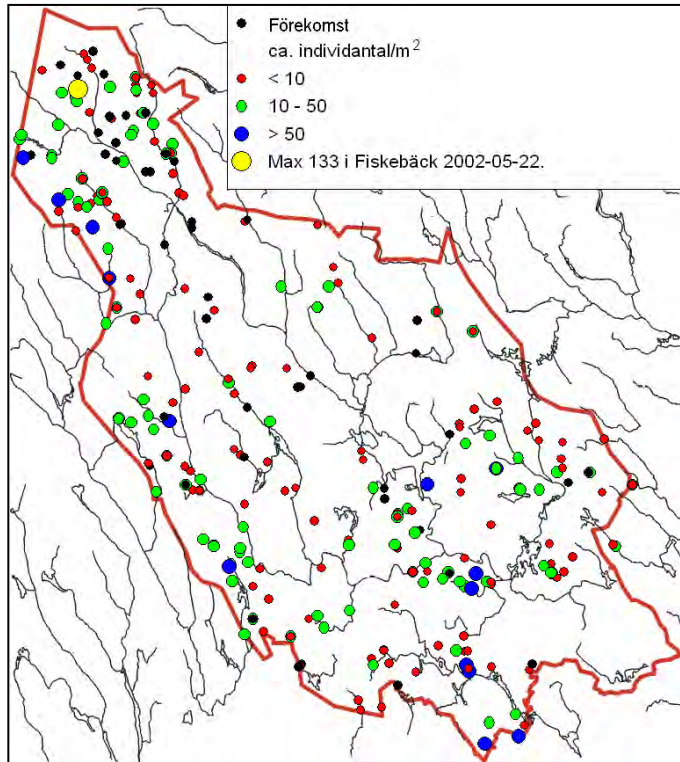 Förekomst
ca. individantal/m²
< 10
10 - 50
> 50
Max 133 i Fiskebäck 2002-05-22.